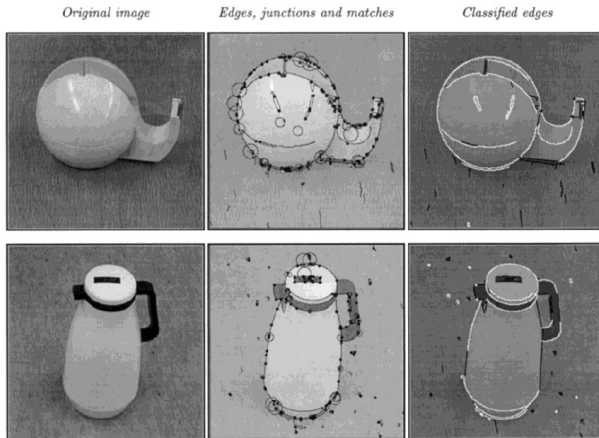 Original image
Edges, junctions and matches
Classified edges